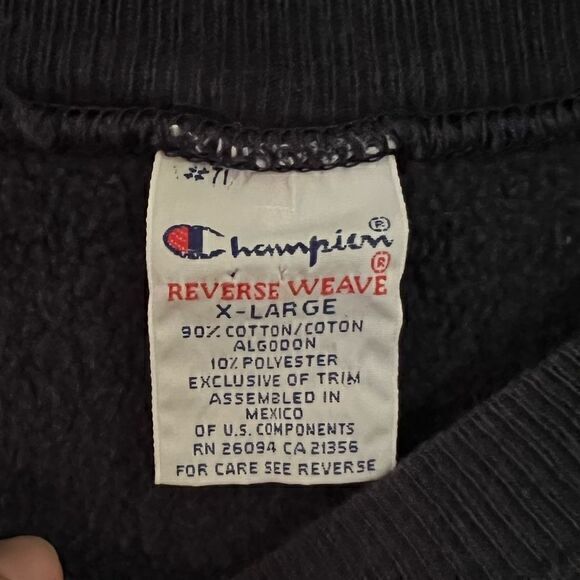 #71
Champion®
REVERSE WEAVE®
X-LARGE
90% COTTON/COTON
ALGODON
10% POLYESTER
EXCLUSIVE OF TRIM
ASSEMBLED IN
MEXICO
OF U.S. COMPONENTS
RN 26094 CA 21356
FOR CARE SEE REVERSE